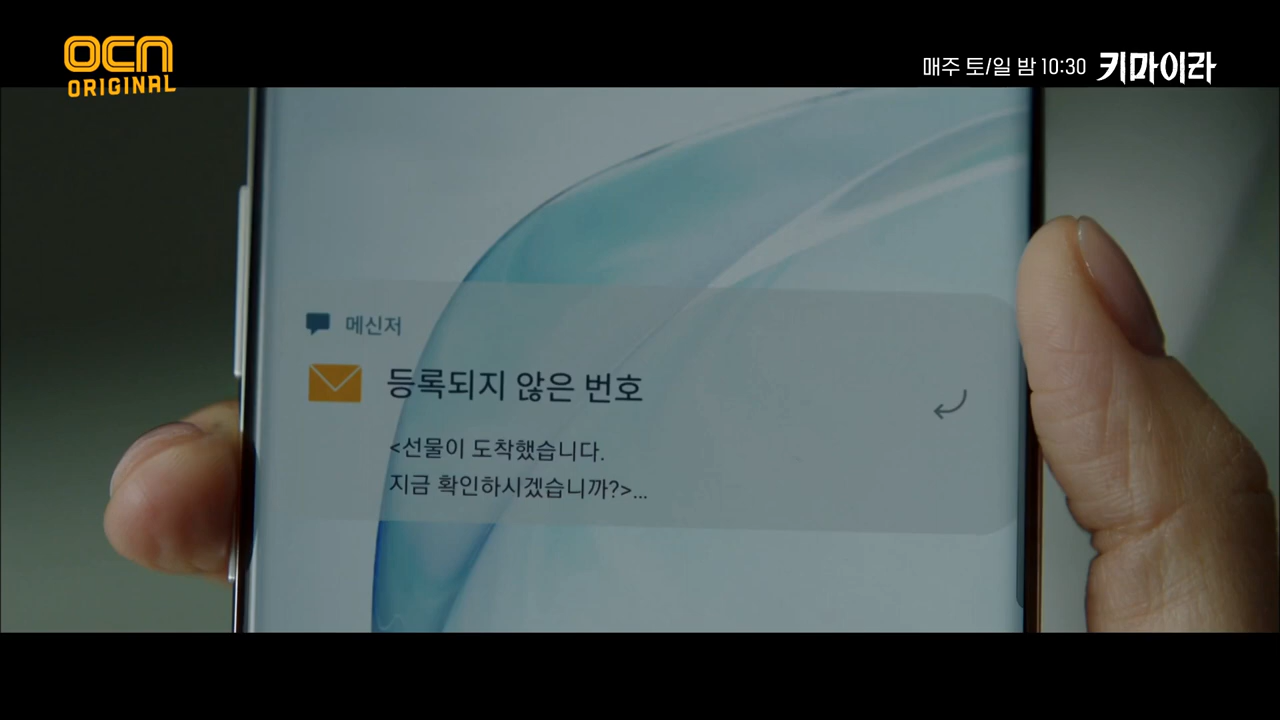 OCN
ORIGINAL
매주 토/일 밤 10:30 키마이라
메신저
등록되지 않은 번호
<선물이 도착했습니다.
지금 확인하시겠습니까?>...